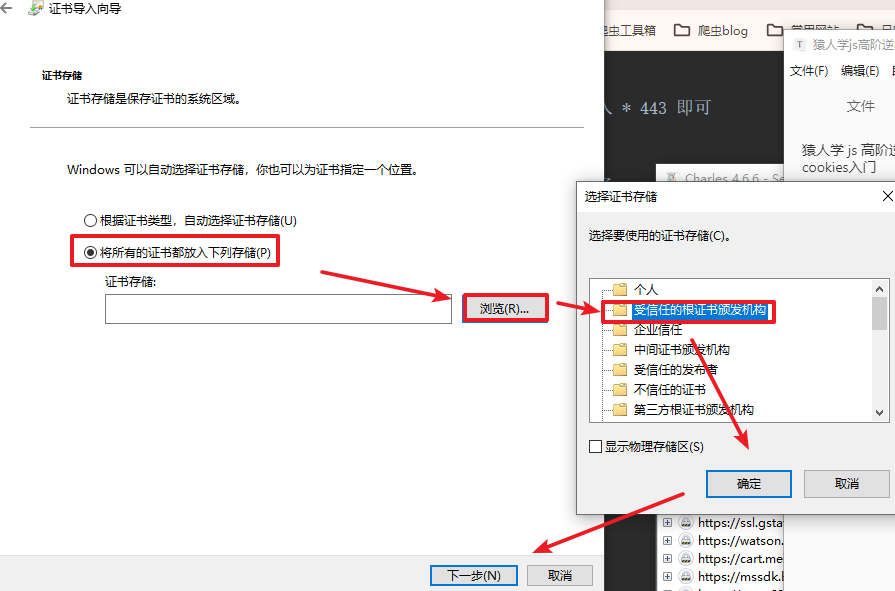 证书导入向导
证书存储
证书存储是保存证书的系统区域。
Windows 可以自动选择证书存储，你也可以为证书指定一个位置。
根据证书类型，自动选择证书存储(U)
将所有的证书都放入下列存储(P)
证书存储:
浏览(R)...
下一步(N)
取消
虫工具箱
爬虫blog
常用网站
* 443 即可
T
猿人学js高阶逆
文件(F)
编辑(E)
文件
猿人学 js 高阶逆
cookies入门
Charles 4.6.6 - Se
选择证书存储
选择要使用的证书存储(C)。
个人
受信任的根证书颁发机构
企业信任
中间证书颁发机构
受信任的发布者
不信任的证书
第三方根证书颁发机构
显示物理存储区(S)
确定
取消
https://ssl.gsta
https://watson.
https://cart.me
https://mssdk.